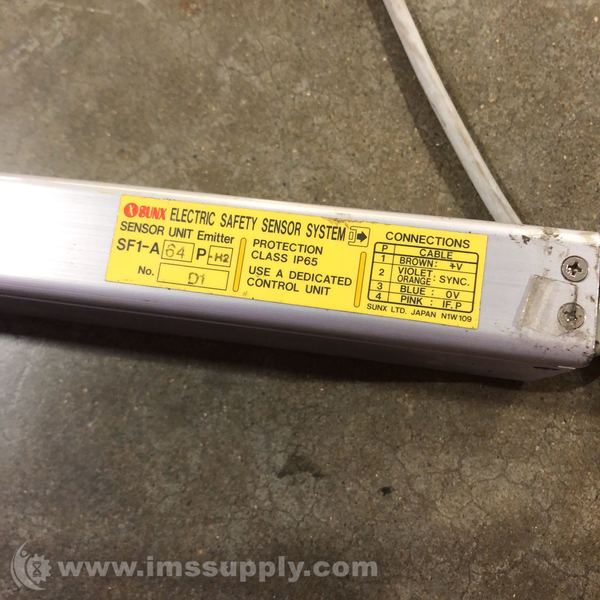 SUNX ELECTRIC SAFETY SENSOR SYSTEM
SENSOR UNIT Emitter
SF1-A 64 P -H2
No. D1
PROTECTION
CLASS IP65
USE A DEDICATED
CONTROL UNIT
CONNECTIONS
P CABLE
1 BROWN: +V
2 VIOLET: SYNC.
ORANGE:
3 BLUE: 0V
4 PINK: IF.P
SUNX LTD. JAPAN N1W109
www.imssupply.com